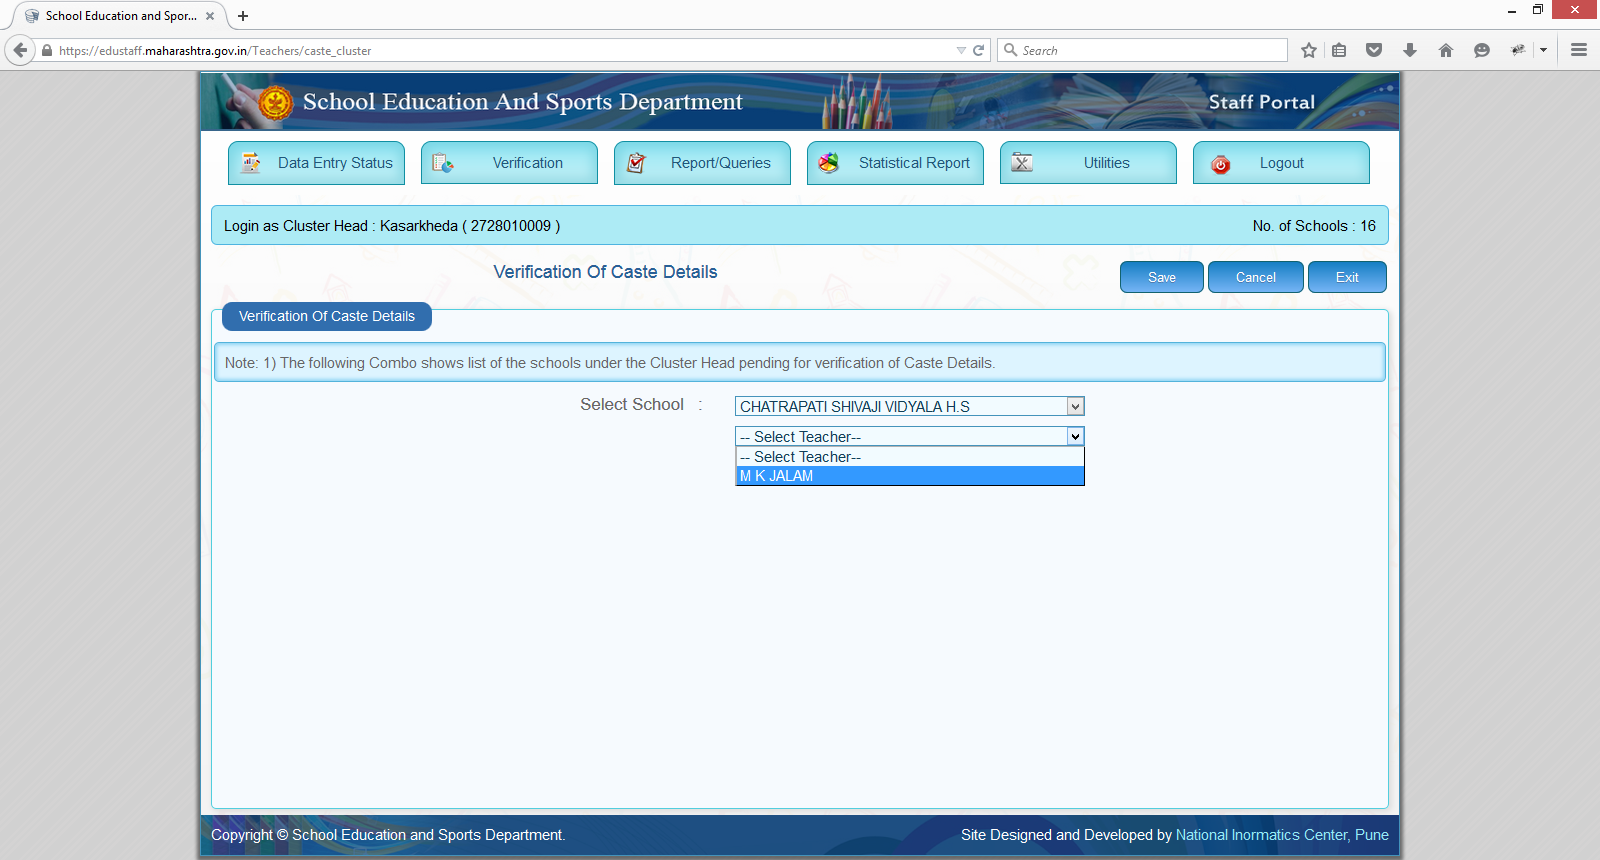 School Education and Spor...
https://edustaff.maharashtra.gov.in/Teachers/caste_cluster
Search
School Education And Sports Department
Staff Portal
Data Entry Status
Verification
Report/Queries
Statistical Report
Utilities
Logout
Login as Cluster Head : Kasarkheda ( 2728010009 )
No. of Schools : 16
Verification Of Caste Details
Save
Cancel
Exit
Verification Of Caste Details
Note: 1) The following Combo shows list of the schools under the Cluster Head pending for verification of Caste Details.
Select School :
CHATRAPATI SHIVAJI VIDYALA H.S
-- Select Teacher--
-- Select Teacher--
M K JALAM
Copyright © School Education and Sports Department.
Site Designed and Developed by National Inormatics Center, Pune